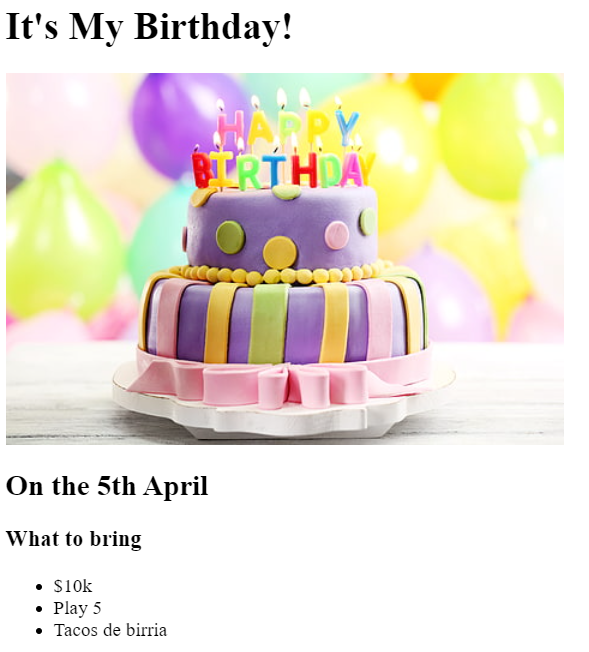 It's My Birthday!
HAPPY
BIRTHDAY
On the 5th April
What to bring
• $10k
• Play 5
• Tacos de birria